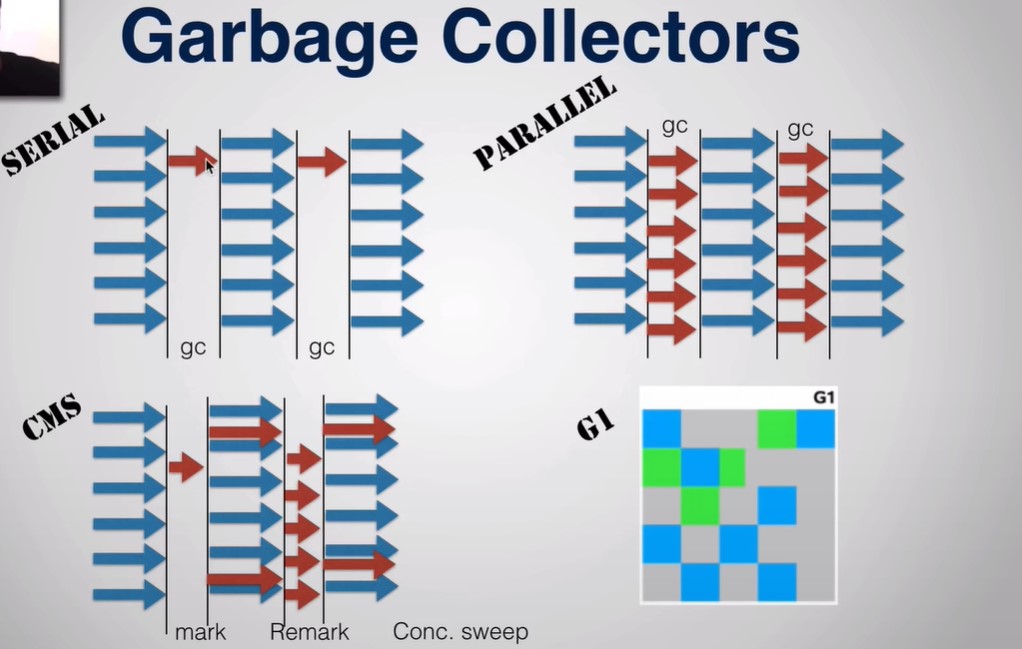 Garbage Collectors
SERIAL
gc
gc
PARALLEL
gc
gc
CMS
mark
Remark
Conc. sweep
G1
G1